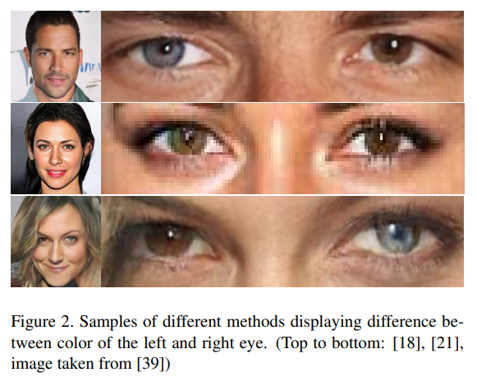 Figure 2. Samples of different methods displaying difference be-
tween color of the left and right eye. (Top to bottom: [18], [21],
image taken from [39])